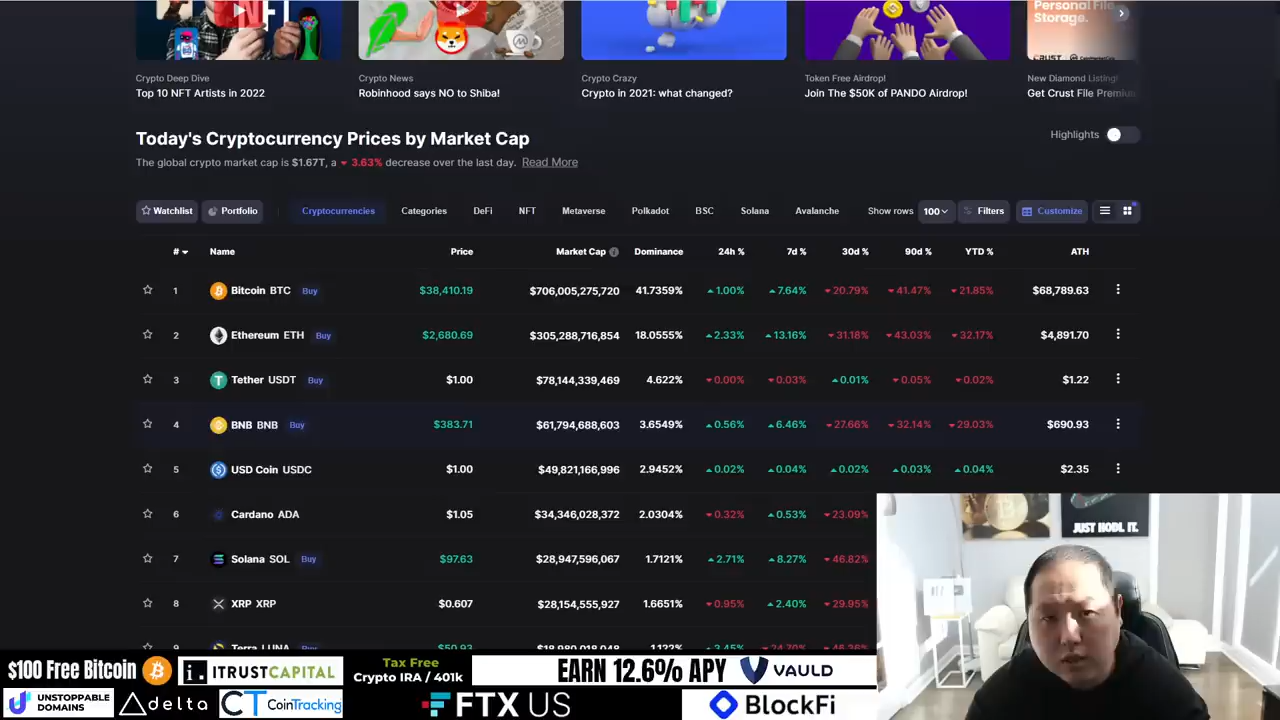 NFT
Personal File
Storage.
Crypto Deep Dive
Top 10 NFT Artists in 2022
Crypto News
Robinhood says NO to Shiba!
Crypto Crazy
Crypto in 2021: what changed?
Token Free Airdrop!
Join The $50K of PANDO Airdrop!
New Diamond Listing!
Get Crust File Premium
Today's Cryptocurrency Prices by Market Cap
Highlights
The global crypto market cap is $1.67T, a 3.63% decrease over the last day. Read More
Watchlist Portfolio Cryptocurrencies Categories DeFi NFT Metaverse Polkadot BSC Solana Avalanche Show rows 100 Filters Customize
# Name Price Market Cap Dominance 24h % 7d % 30d % 90d % YTD % ATH
1 Bitcoin BTC Buy $38,410.19 $706,005,275,720 41.7359% 1.00% 7.64% 20.79% 41.47% 21.85% $68,789.63
2 Ethereum ETH Buy $2,680.69 $305,288,716,854 18.0555% 2.33% 13.16% 31.18% 43.03% 32.17% $4,891.70
3 Tether USDT Buy $1.00 $78,144,339,469 4.622% 0.00% 0.03% 0.01% 0.05% 0.02% $1.22
4 BNB BNB Buy $383.71 $61,794,688,603 3.6549% 0.56% 6.46% 27.66% 32.14% 29.03% $690.93
5 USD Coin USDC $1.00 $49,821,166,996 2.9452% 0.02% 0.04% 0.02% 0.03% 0.04% $2.35
6 Cardano ADA $1.05 $34,346,028,372 2.0304% 0.32% 0.53% 23.09%
7 Solana SOL Buy $97.63 $28,947,596,067 1.7121% 2.71% 8.27% 46.82%
8 XRP XRP $0.607 $28,154,555,927 1.6651% 0.95% 2.40% 29.95%
JUST HODL IT.
$100 Free Bitcoin
ITRUSTCAPITAL
Tax Free
Crypto IRA / 401k
EARN 12.6% APY
VAULD
UNSTOPPABLE
DOMAINS
delta
CT CoinTracking
FTX US
BlockFi